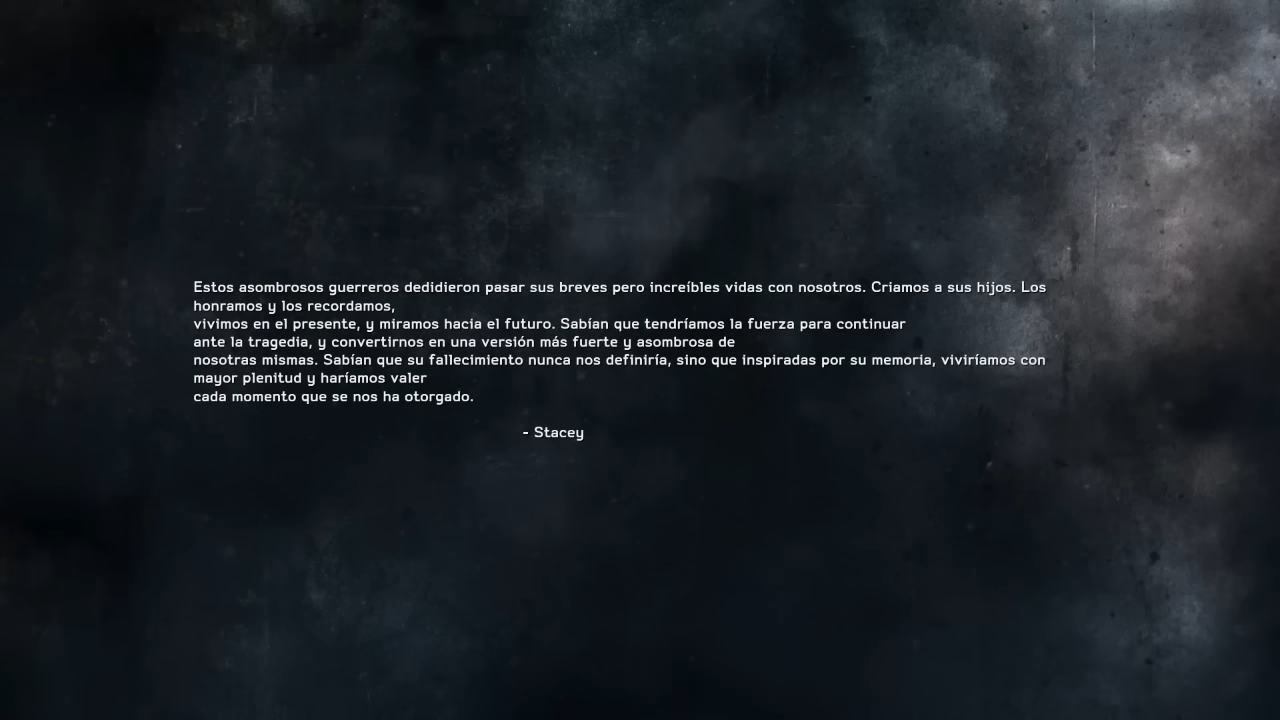 Estos asombrosos guerreros dedidieron pasar sus breves pero increíbles vidas con nosotros. Criamos a sus hijos. Los
honramos y los recordamos,
vivimos en el presente, y miramos hacia el futuro. Sabían que tendríamos la fuerza para continuar
ante la tragedia, y convertirnos en una versión más fuerte y asombrosa de
nosotras mismas. Sabían que su fallecimiento nunca nos definiría, sino que inspiradas por su memoria, viviríamos con
mayor plenitud y haríamos valer
cada momento que se nos ha otorgado.
- Stacey